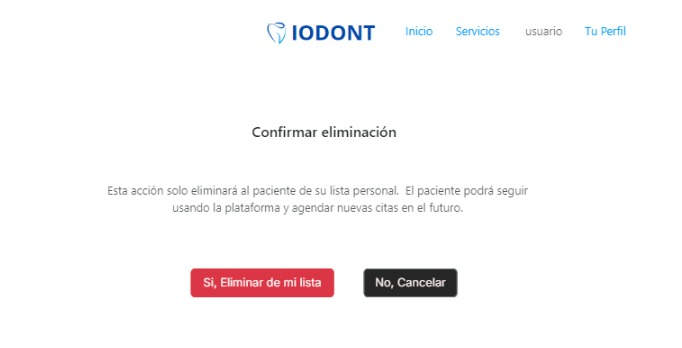 IODONT Inicio Servicios usuario Tu Perfil
Confirmar eliminación
Esta acción solo eliminará al paciente de su lista personal. El paciente podrá seguir
usando la plataforma y agendar nuevas citas en el futuro.
Si, Eliminar de mi lista No, Cancelar